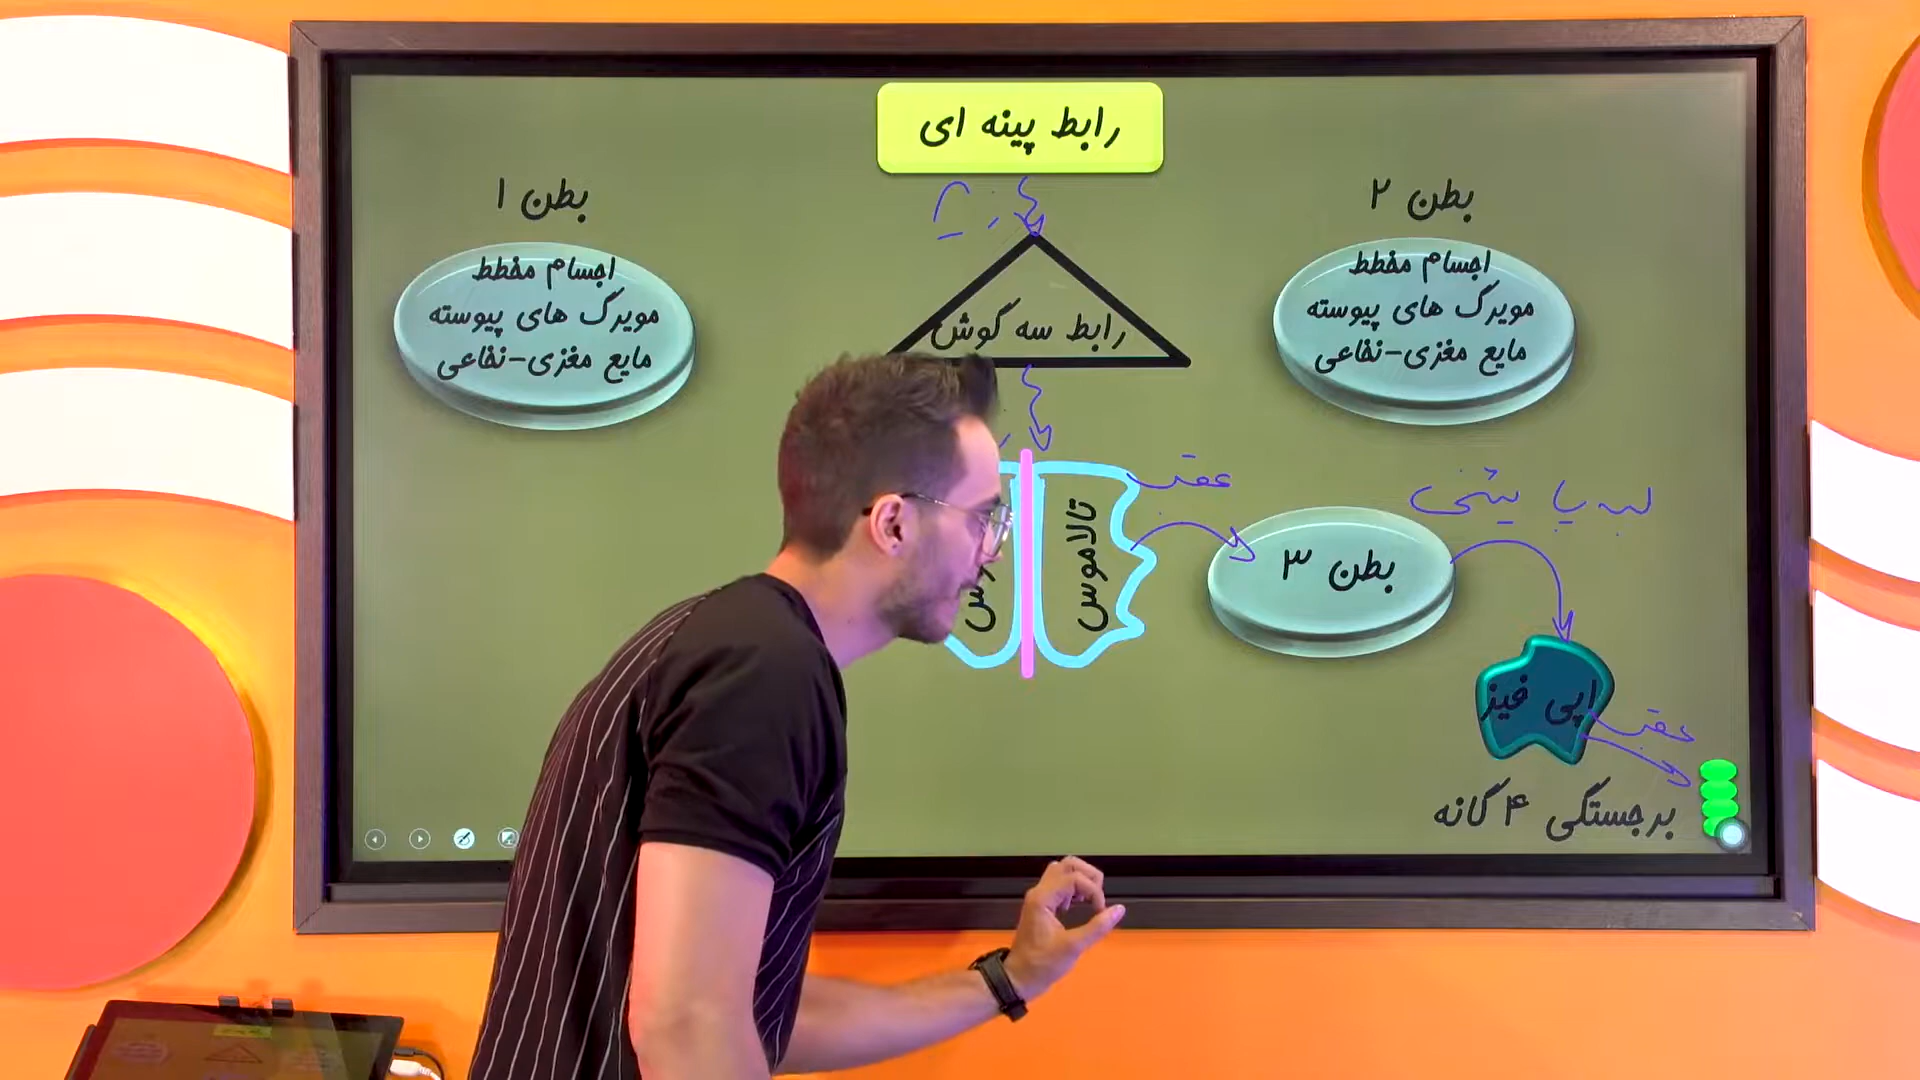 رابط پینه ای
بطن ۲
اجسام مخطط
مویرگ های پیوسته
مایع مغزی-نخاعی
بطن ۱
اجسام مخطط
مویرگ های پیوسته
مایع مغزی-نخاعی
رابط سه گوش
عقب
تالاموس
لبه پایینی
بطن ۳
اپی فیز
عقب
برجستگی ۴ گانه